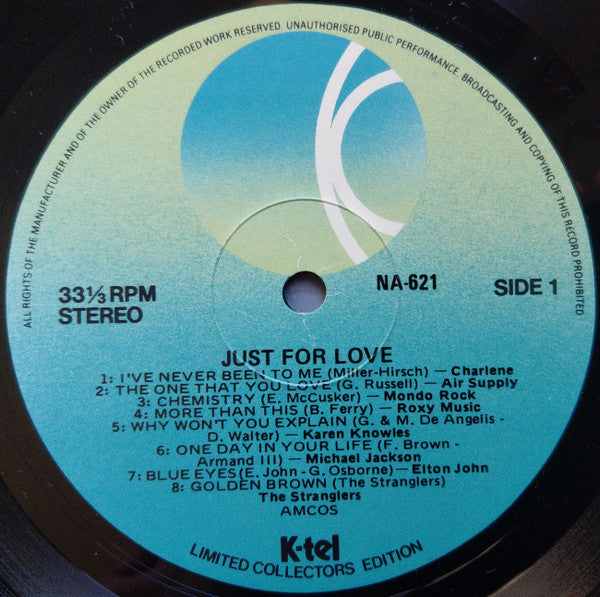 ALL RIGHTS OF THE MANUFACTURER AND OF THE OWNER OF THE RECORDED WORK RESERVED. UNAUTHORISED PUBLIC PERFORMANCE, BROADCASTING AND COPYING OF THIS RECORD PROHIBITED
33⅓ RPM
STEREO
NA-621
SIDE 1
JUST FOR LOVE
1: I'VE NEVER BEEN TO ME (Miller-Hirsch) — Charlene
2: THE ONE THAT YOU LOVE (G. Russell) — Air Supply
3: CHEMISTRY (E. McCusker) — Mondo Rock
4: MORE THAN THIS (B. Ferry) — Roxy Music
5: WHY WON'T YOU EXPLAIN (G. & M. De Angelis -
D. Walter) — Karen Knowles
6: ONE DAY IN YOUR LIFE (F. Brown -
Armand III) — Michael Jackson
7: BLUE EYES (E. John - G. Osborne) — Elton John
8: GOLDEN BROWN (The Stranglers)
The Stranglers
AMCOS
K-tel
LIMITED COLLECTORS EDITION